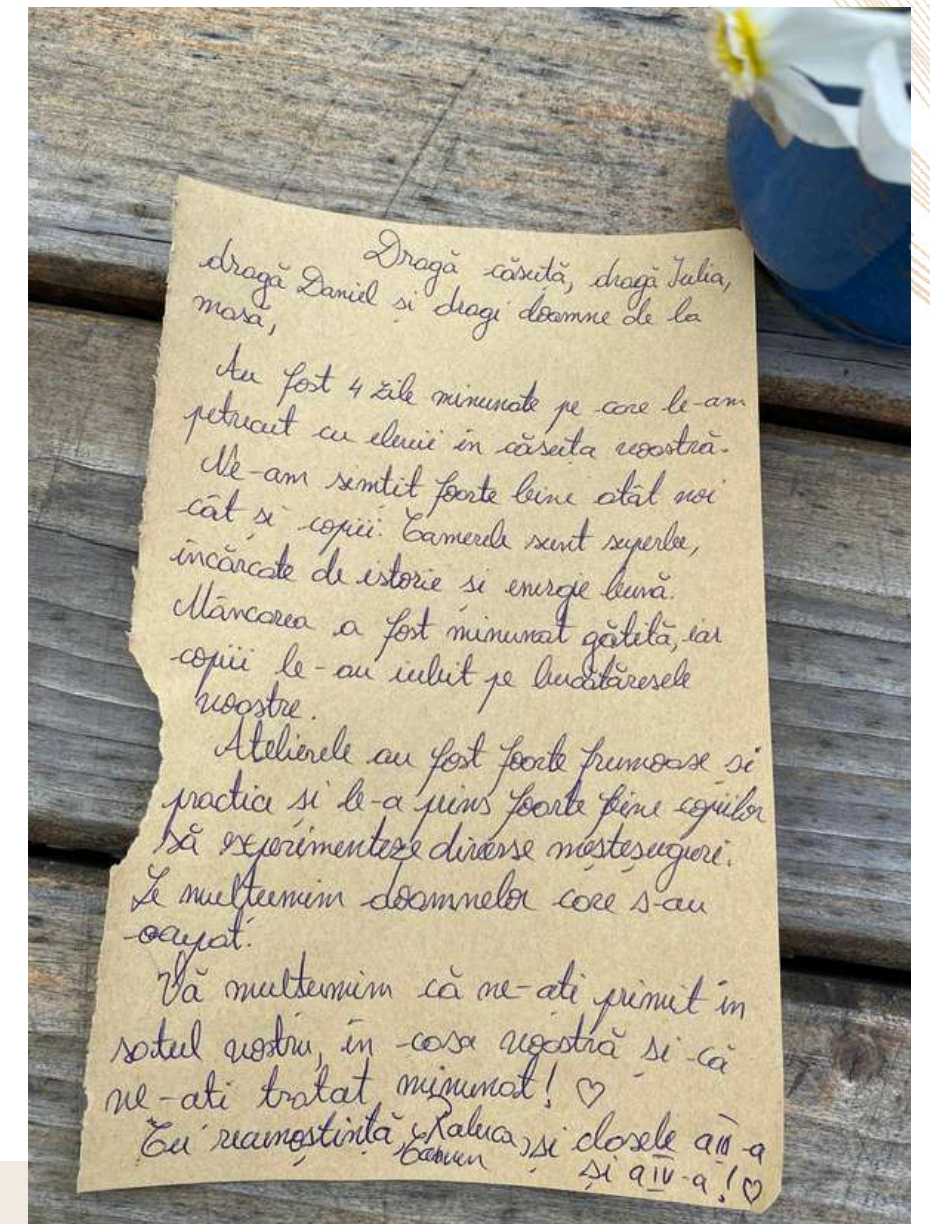 Dragă căsuță, dragă Iulia,
dragă Daniel și dragi doamne de la
masă,
Au fost 4 zile minunate pe care le-am
petrecut cu elevii în căsuța voastră.
Ne-am simțit foarte bine atât noi
cât și copiii. Camerele sunt superbe,
încărcate de istorie și energie bună.
Mâncarea a fost minunat gătită, iar
copiii le-au iubit pe bucătăresele
voastre.
Atelierele au fost foarte frumoase și
practice și le-a prins foarte bine copiilor
să experimenteze diverse meșteșuguri.
Le mulțumim doamnelor care s-au
ocupat.
Vă mulțumim că ne-ați primit în
satul vostru, în casa voastră și că
ne-ați tratat minunat! ♡
Cu recunoștință, Raluca, și clasele a III-a
Carmen și a IV-a! ♡